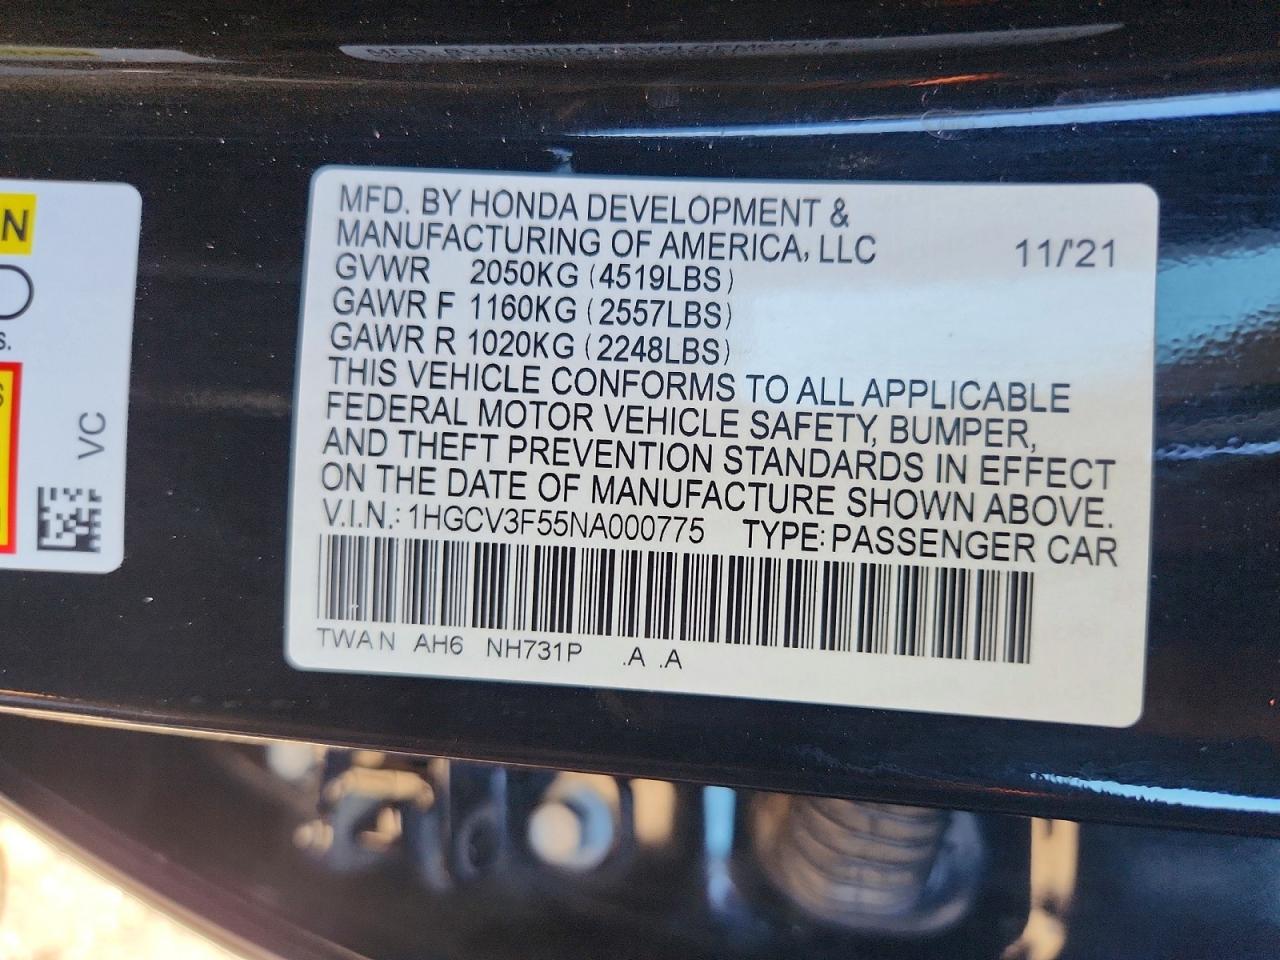 MFD. BY HONDA DEVELOPMENT &
MANUFACTURING OF AMERICA, LLC 11/'21
GVWR 2050KG (4519LBS)
GAWR F 1160KG (2557LBS)
GAWR R 1020KG (2248LBS)
THIS VEHICLE CONFORMS TO ALL APPLICABLE
FEDERAL MOTOR VEHICLE SAFETY, BUMPER,
AND THEFT PREVENTION STANDARDS IN EFFECT
ON THE DATE OF MANUFACTURE SHOWN ABOVE.
V.I.N.: 1HGCV3F55NA000775 TYPE: PASSENGER CAR
TWAN AH6 NH731P .A .A
VC